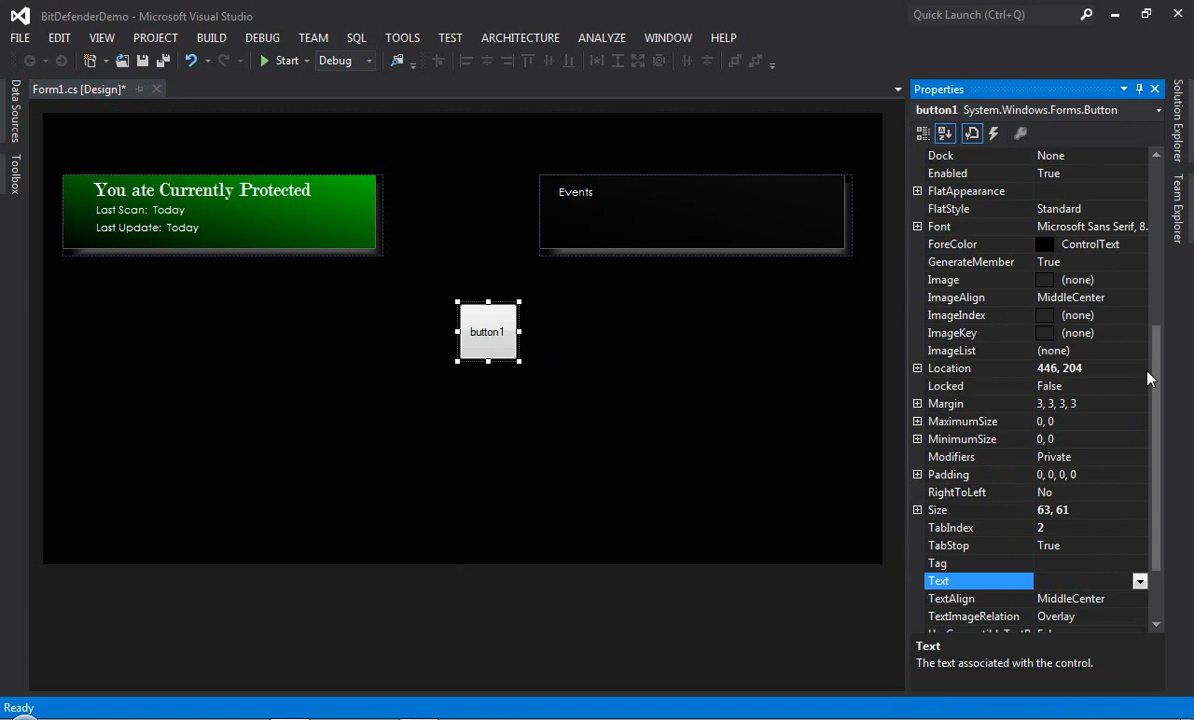 BitDefenderDemo - Microsoft Visual Studio
Quick Launch (Ctrl+Q)
FILE EDIT VIEW PROJECT BUILD DEBUG TEAM SQL TOOLS TEST ARCHITECTURE ANALYZE WINDOW HELP
Start Debug
Data Sources
Toolbox
Form1.cs [Design]*
You ate Currently Protected
Last Scan: Today
Last Update: Today
Events
button1
Properties
button1 System.Windows.Forms.Button
Dock None
Enabled True
FlatAppearance
FlatStyle Standard
Font Microsoft Sans Serif, 8.
ForeColor ControlText
GenerateMember True
Image (none)
ImageAlign MiddleCenter
ImageIndex (none)
ImageKey (none)
ImageList (none)
Location 446, 204
Locked False
Margin 3, 3, 3, 3
MaximumSize 0, 0
MinimumSize 0, 0
Modifiers Private
Padding 0, 0, 0, 0
RightToLeft No
Size 63, 61
TabIndex 2
TabStop True
Tag
Text
TextAlign MiddleCenter
TextImageRelation Overlay
Text
The text associated with the control.
Solution Explorer
Team Explorer
Ready